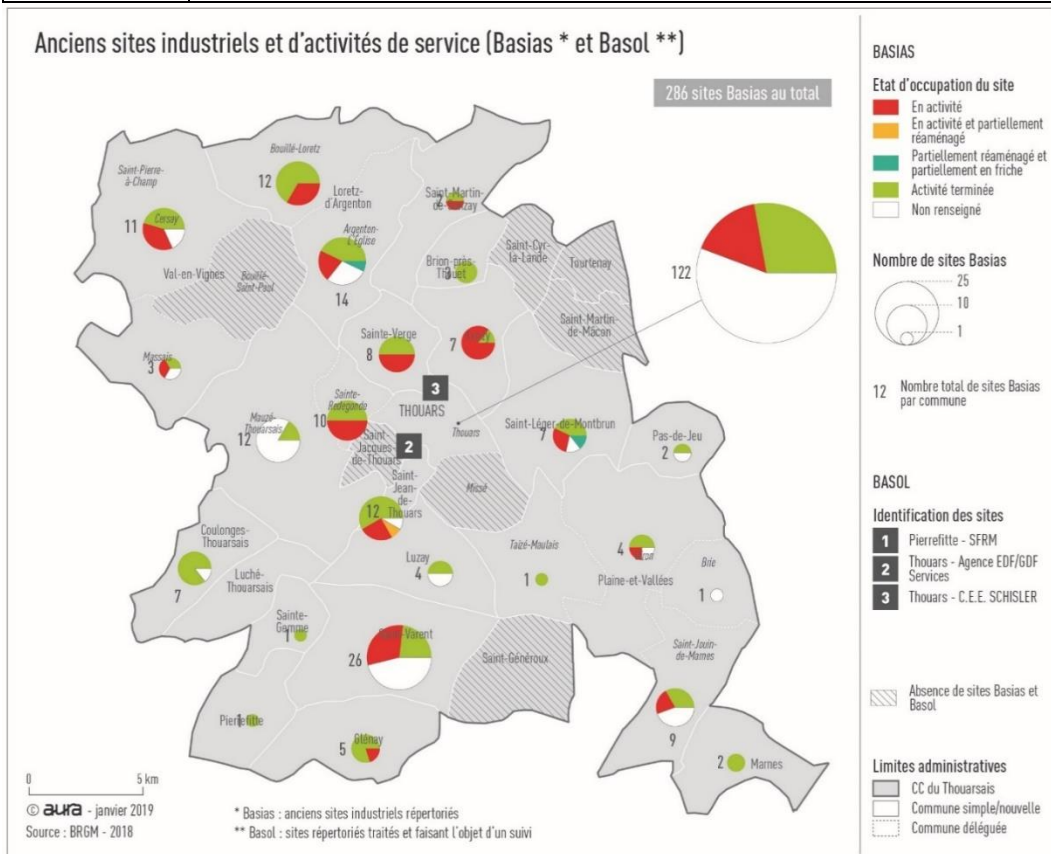 Anciens sites industriels et d'activités de service (Basias * et Basol **)
286 sites Basias au total
Saint-Pierre-
à-Champ
Bouillé-Loretz
12
Loretz-
d'Argenton
Saint-Martin-
2
Cersay
11
Argenton-
L'Église
14
Val-en-Vignes
Bouillé-
Saint-Paul
Brion-près-
Thouet
3
Saint-Cyr-
la-Lande
Tourtenay
Saint-Martin-
de-Mâcon
122
Sainte-Verge
8
7
Massais
3
3
THOUARS
Sainte-
Radegonde
10
Thouars
Mauzé-
Thouarsais
12
Saint-
Jacques-
de-Thouars
2
Saint-Léger-de-Montbrun
7
Pas-de-Jeu
2
Missé
Saint-
Jean-
de-
Thouars
12
Coulonges-
Thouarsais
7
Luché-
Thouarsais
Luzay
4
Taizé-Maulais
1
4
Plaine-et-Vallées
Brie
1
Sainte-
Gemme
1
26
Saint-Varent
Saint-Généroux
Saint-Jouin-
de-Marnes
9
Pierrefitte
1
Glénay
5
2
Marnes
0 5 km
© aura - janvier 2019
Source : BRGM - 2018
* Basias : anciens sites industriels répertoriés
** Basol : sites répertoriés traités et faisant l'objet d'un suivi
BASIAS
Etat d'occupation du site
En activité
En activité et partiellement
réaménagé
Partiellement réaménagé et
partiellement en friche
Activité terminée
Non renseigné
Nombre de sites Basias
25
10
1
12 Nombre total de sites Basias
par commune
BASOL
Identification des sites
1 Pierrefitte - SFRM
2 Thouars - Agence EDF/GDF
Services
3 Thouars - C.E.E. SCHISLER
Absence de sites Basias et
Basol
Limites administratives
CC du Thouarsais
Commune simple/nouvelle
Commune déléguée